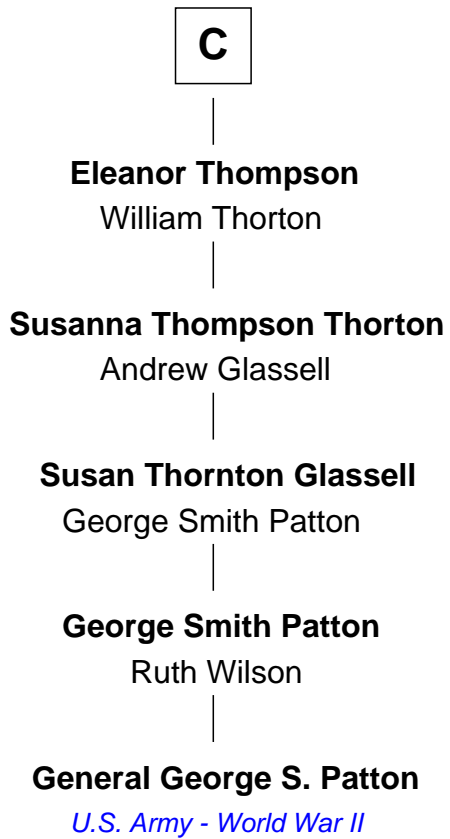 C
Eleanor Thompson
William Thorton
Susanna Thompson Thorton
Andrew Glassell
Susan Thornton Glassell
George Smith Patton
George Smith Patton
Ruth Wilson
General George S. Patton
U.S. Army - World War II